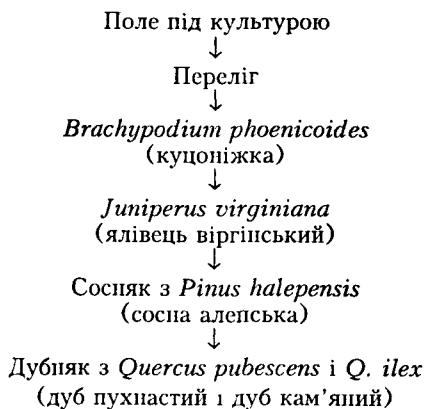 Поле під культурою
↓
Переліг
↓
Brachypodium phoenicoides
(куцоніжка)
↓
Juniperus virginiana
(ялівець віргінський)
↓
Сосняк з Pinus halepensis
(сосна алепська)
↓
Дубняк з Quercus pubescens і Q. ilex
(дуб пухнастий і дуб кам’яний)